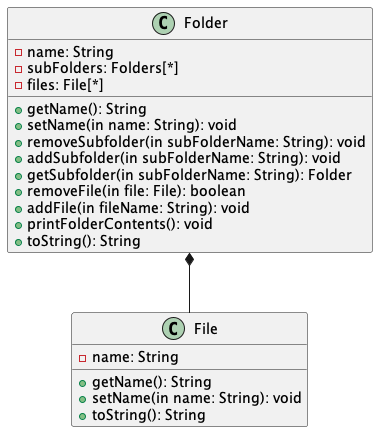 C Folder
name: String
subFolders: Folders[*]
files: File[*]
getName(): String
setName(in name: String): void
removeSubfolder(in subFolderName: String): void
addSubfolder(in subFolderName: String): void
getSubfolder(in subFolderName: String): Folder
removeFile(in file: File): boolean
addFile(in fileName: String): void
printFolderContents(): void
toString(): String
C File
name: String
getName(): String
setName(in name: String): void
toString(): String